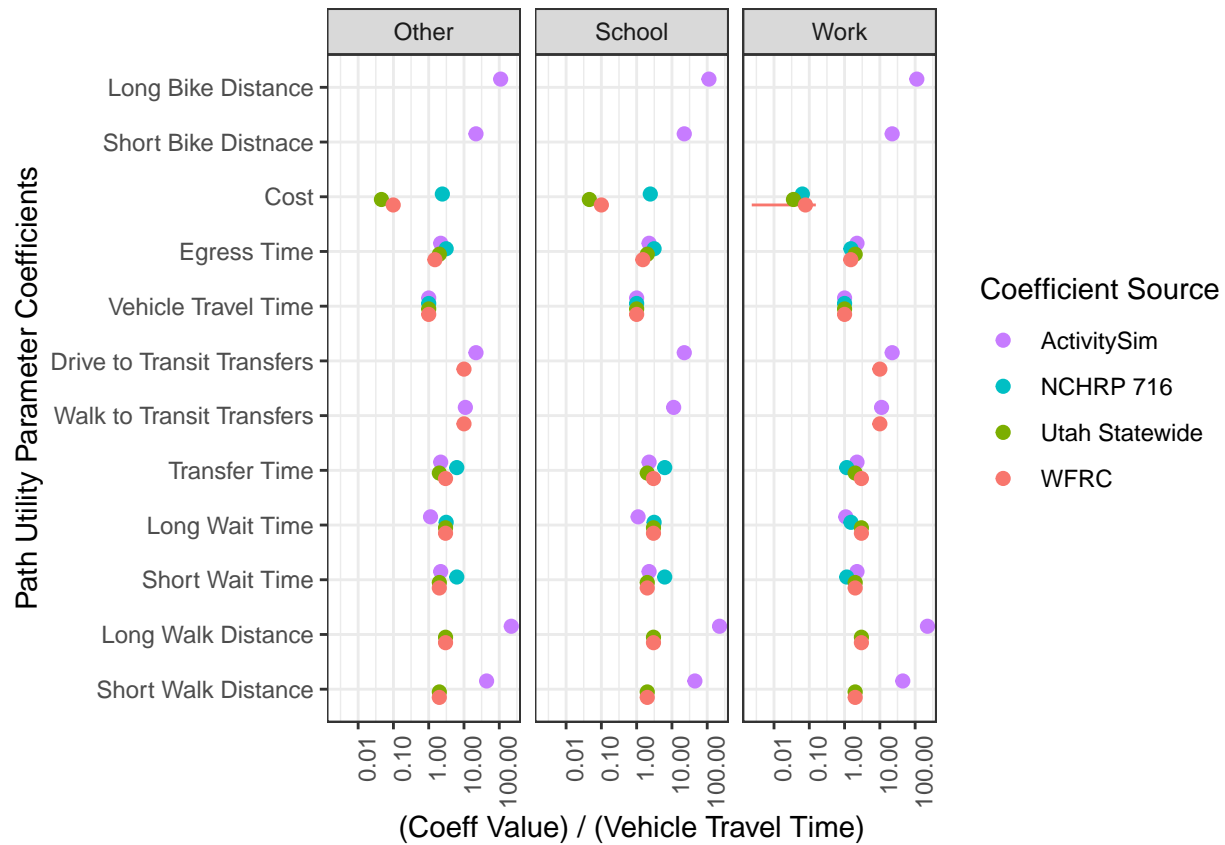 Other School Work
Path Utility Parameter Coefficients
Long Bike Distance
Short Bike Distnace
Cost
Egress Time
Vehicle Travel Time
Drive to Transit Transfers
Walk to Transit Transfers
Transfer Time
Long Wait Time
Short Wait Time
Long Walk Distance
Short Walk Distance
0.01 0.10 1.00 10.00 100.00 0.01 0.10 1.00 10.00 100.00 0.01 0.10 1.00 10.00 100.00
(Coeff Value) / (Vehicle Travel Time)
Coefficient Source
ActivitySim
NCHRP 716
Utah Statewide
WFRC